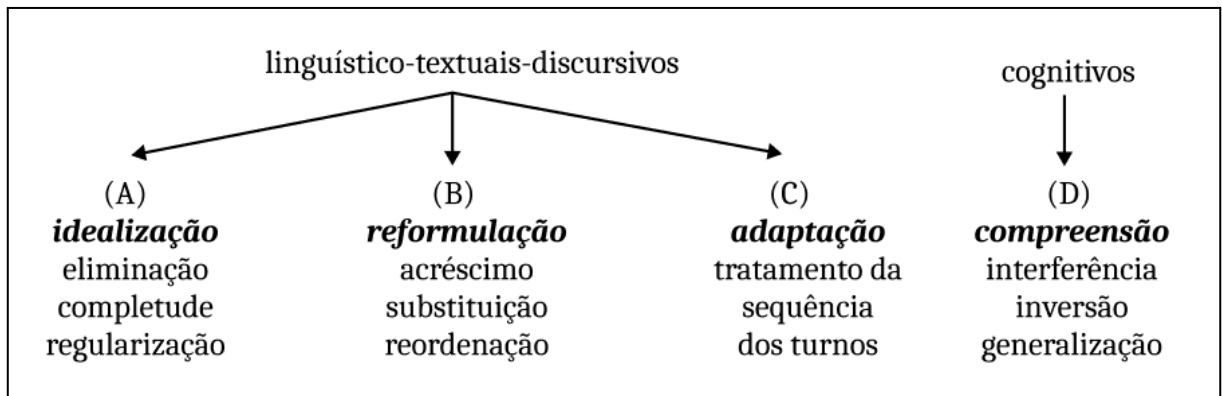 linguístico-textuais-discursivos
cognitivos
(A)
idealização
eliminação
completude
regularização
(B)
reformulação
acréscimo
substituição
reordenação
(C)
adaptação
tratamento da
sequência
dos turnos
(D)
compreensão
interferência
inversão
generalização